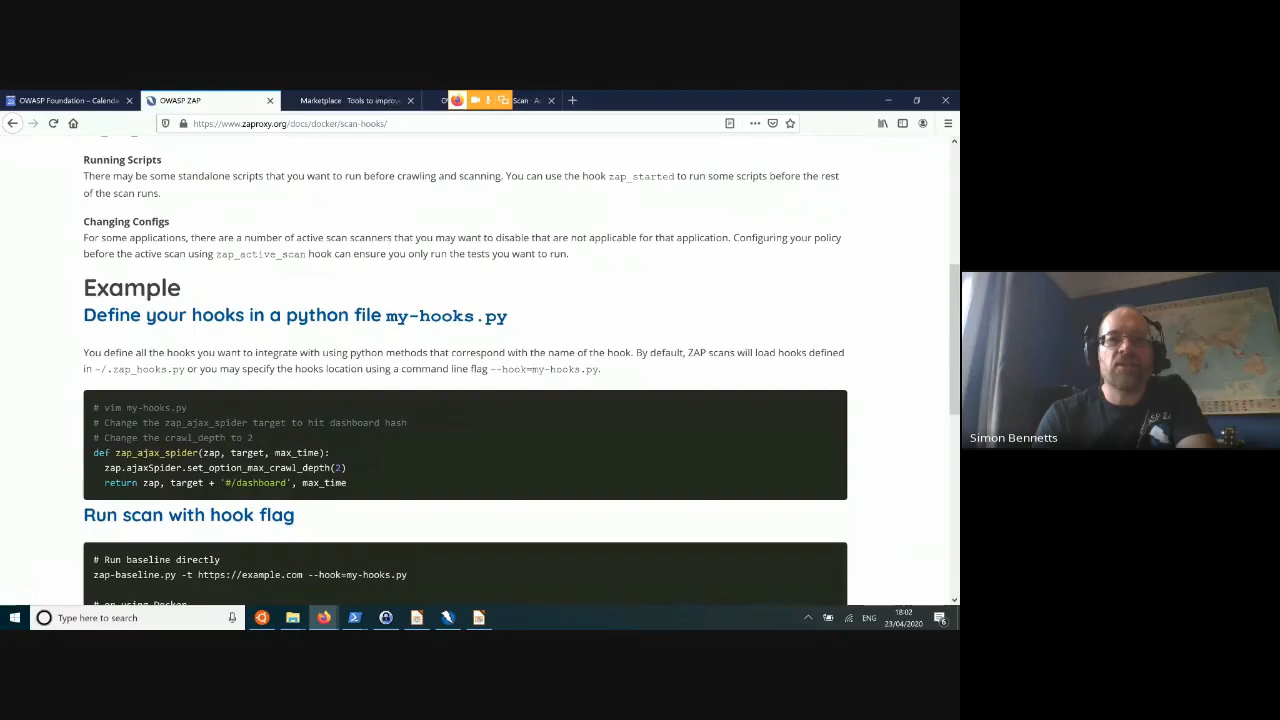 OWASP Foundation – Calenda
OWASP ZAP
Marketplace · Tools to improve
Scan · Ac
https://www.zaproxy.org/docs/docker/scan-hooks/
Running Scripts
There may be some standalone scripts that you want to run before crawling and scanning. You can use the hook zap_started to run some scripts before the rest
of the scan runs.
Changing Configs
For some applications, there are a number of active scan scanners that you may want to disable that are not applicable for that application. Configuring your policy
before the active scan using zap_active_scan hook can ensure you only run the tests you want to run.
Example
Define your hooks in a python file my-hooks.py
You define all the hooks you want to integrate with using python methods that correspond with the name of the hook. By default, ZAP scans will load hooks defined
in ~/.zap_hooks.py or you may specify the hooks location using a command line flag --hook=my-hooks.py.
# vim my-hooks.py
# Change the zap_ajax_spider target to hit dashboard hash
# Change the crawl_depth to 2
def zap_ajax_spider(zap, target, max_time):
zap.ajaxSpider.set_option_max_crawl_depth(2)
return zap, target + '#/dashboard', max_time
Run scan with hook flag
# Run baseline directly
zap-baseline.py -t https://example.com --hook=my-hooks.py
Simon Bennetts
Type here to search
ENG
18:02
23/04/2020